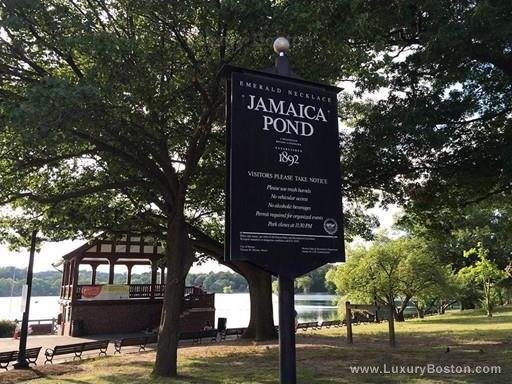 EMERALD NECKLACE
JAMAICA
POND
ESTABLISHED
1892
VISITORS PLEASE TAKE NOTICE
Please use trash barrels
No vehicular access
No alcoholic beverages
Permit required for organized events
Park closes at 11:30 PM
www.LuxuryBoston.com